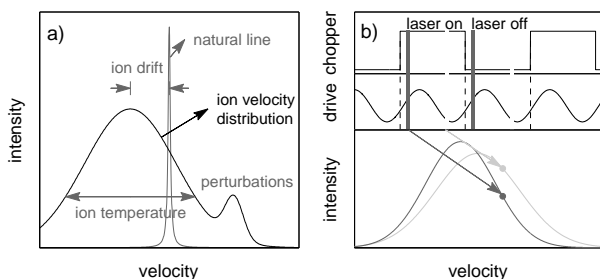 a)
natural line
ion drift
ion velocity
distribution
perturbations
ion temperature
intensity
velocity
b)
laser on
laser off
chopper
drive
intensity
velocity